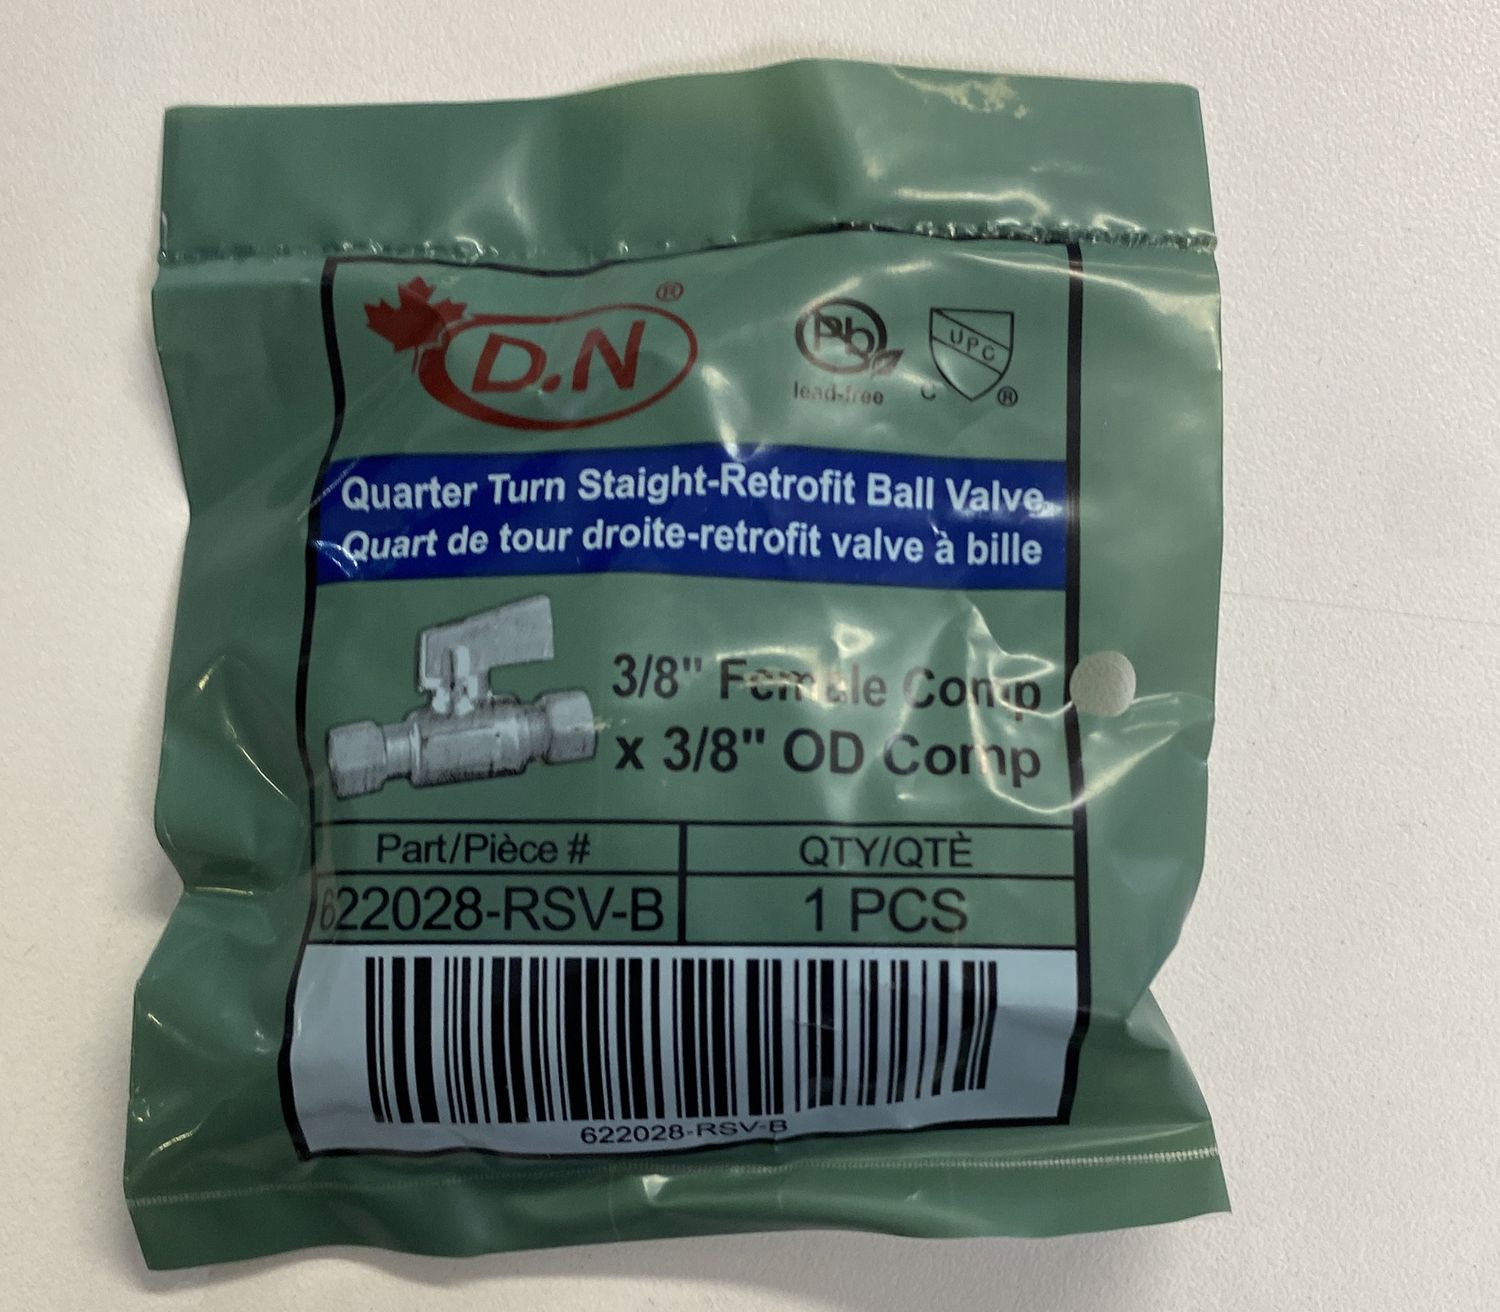 D.N ®
Pb
lead-free
UPC
C ®
Quarter Turn Staight-Retrofit Ball Valve
Quart de tour droite-retrofit valve à bille
3/8" Female Comp
x 3/8" OD Comp
Part/Pièce # QTY/QTÈ
622028-RSV-B 1 PCS
622028-RSV-B